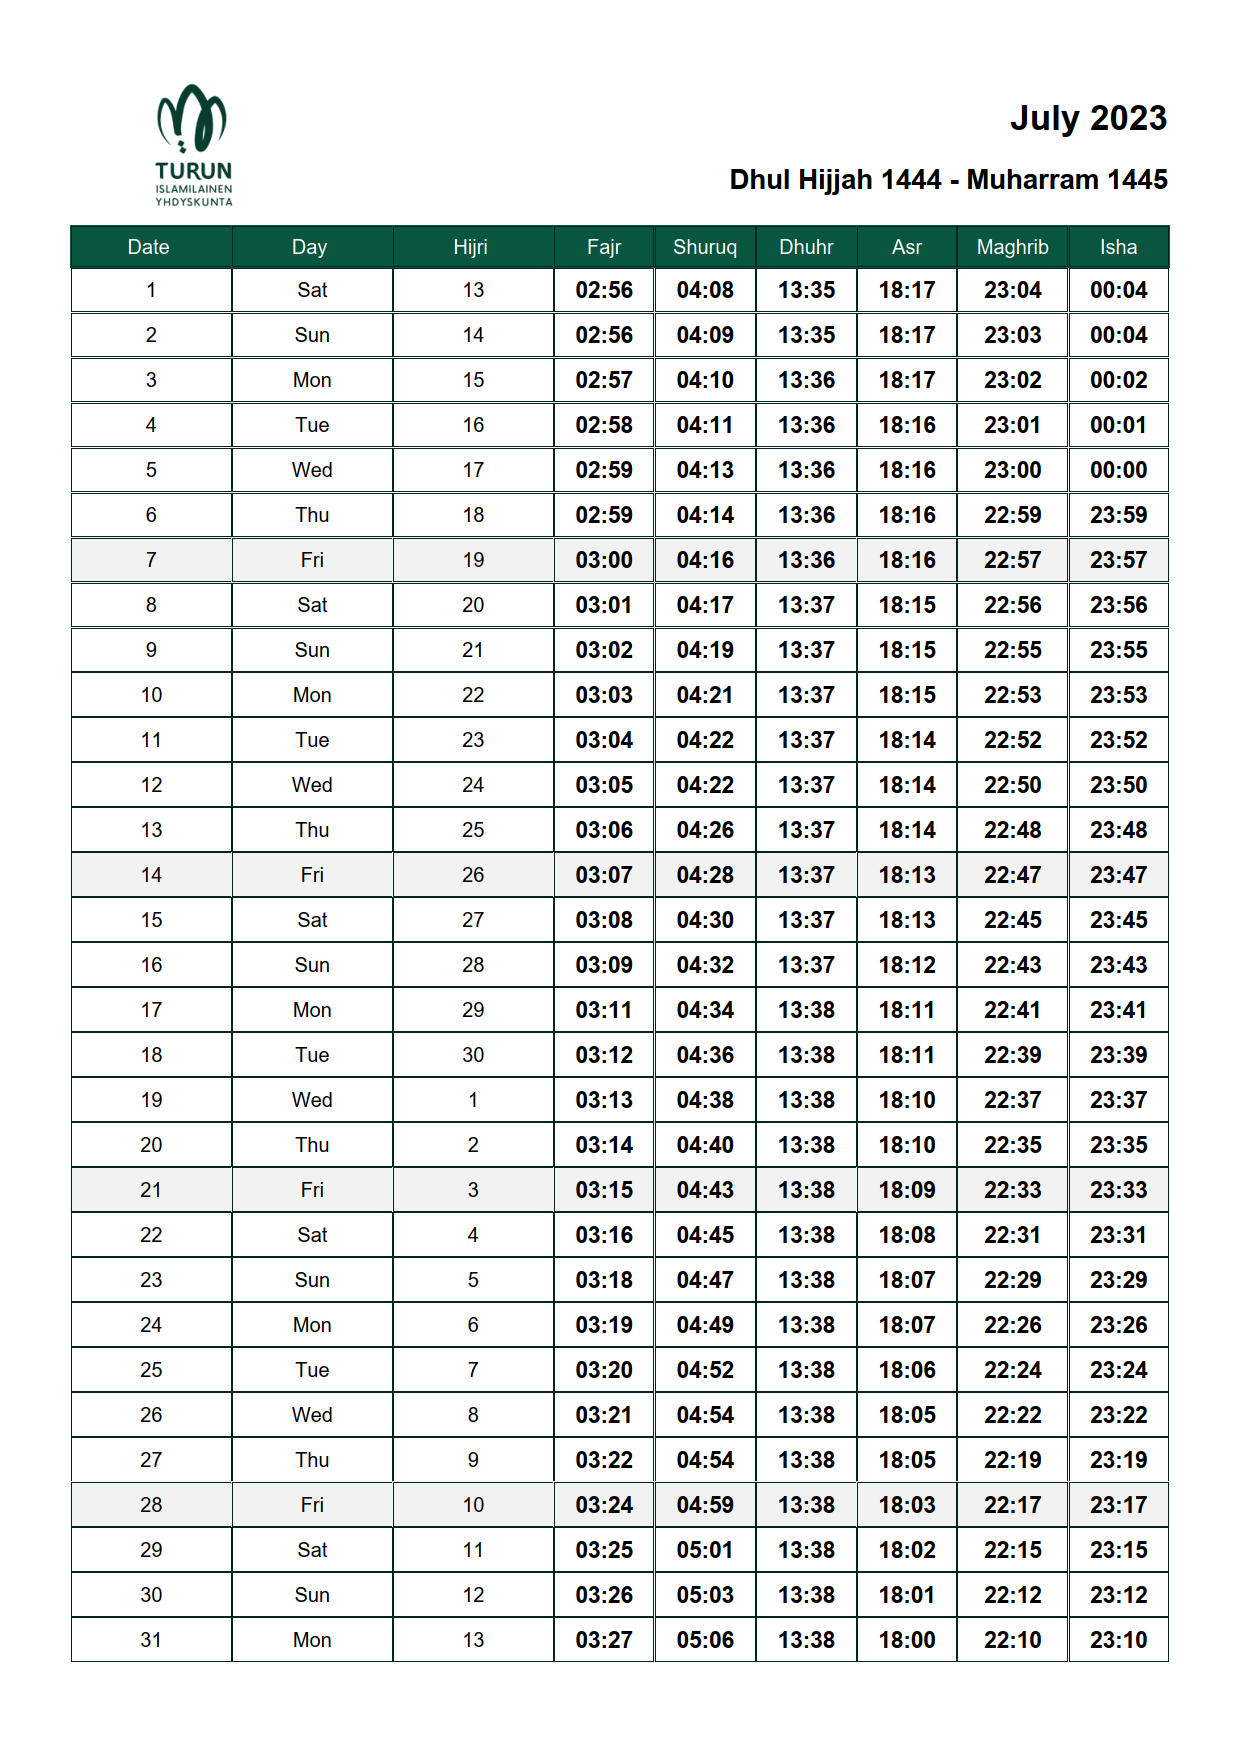 TURUN
ISLAMILAINEN
YHDYSKUNTA
July 2023
Dhul Hijjah 1444 - Muharram 1445
Date Day Hijri Fajr Shuruq Dhuhr Asr Maghrib Isha
1 Sat 13 02:56 04:08 13:35 18:17 23:04 00:04
2 Sun 14 02:56 04:09 13:35 18:17 23:03 00:04
3 Mon 15 02:57 04:10 13:36 18:17 23:02 00:02
4 Tue 16 02:58 04:11 13:36 18:16 23:01 00:01
5 Wed 17 02:59 04:13 13:36 18:16 23:00 00:00
6 Thu 18 02:59 04:14 13:36 18:16 22:59 23:59
7 Fri 19 03:00 04:16 13:36 18:16 22:57 23:57
8 Sat 20 03:01 04:17 13:37 18:15 22:56 23:56
9 Sun 21 03:02 04:19 13:37 18:15 22:55 23:55
10 Mon 22 03:03 04:21 13:37 18:15 22:53 23:53
11 Tue 23 03:04 04:22 13:37 18:14 22:52 23:52
12 Wed 24 03:05 04:22 13:37 18:14 22:50 23:50
13 Thu 25 03:06 04:26 13:37 18:14 22:48 23:48
14 Fri 26 03:07 04:28 13:37 18:13 22:47 23:47
15 Sat 27 03:08 04:30 13:37 18:13 22:45 23:45
16 Sun 28 03:09 04:32 13:37 18:12 22:43 23:43
17 Mon 29 03:11 04:34 13:38 18:11 22:41 23:41
18 Tue 30 03:12 04:36 13:38 18:11 22:39 23:39
19 Wed 1 03:13 04:38 13:38 18:10 22:37 23:37
20 Thu 2 03:14 04:40 13:38 18:10 22:35 23:35
21 Fri 3 03:15 04:43 13:38 18:09 22:33 23:33
22 Sat 4 03:16 04:45 13:38 18:08 22:31 23:31
23 Sun 5 03:18 04:47 13:38 18:07 22:29 23:29
24 Mon 6 03:19 04:49 13:38 18:07 22:26 23:26
25 Tue 7 03:20 04:52 13:38 18:06 22:24 23:24
26 Wed 8 03:21 04:54 13:38 18:05 22:22 23:22
27 Thu 9 03:22 04:54 13:38 18:05 22:19 23:19
28 Fri 10 03:24 04:59 13:38 18:03 22:17 23:17
29 Sat 11 03:25 05:01 13:38 18:02 22:15 23:15
30 Sun 12 03:26 05:03 13:38 18:01 22:12 23:12
31 Mon 13 03:27 05:06 13:38 18:00 22:10 23:10